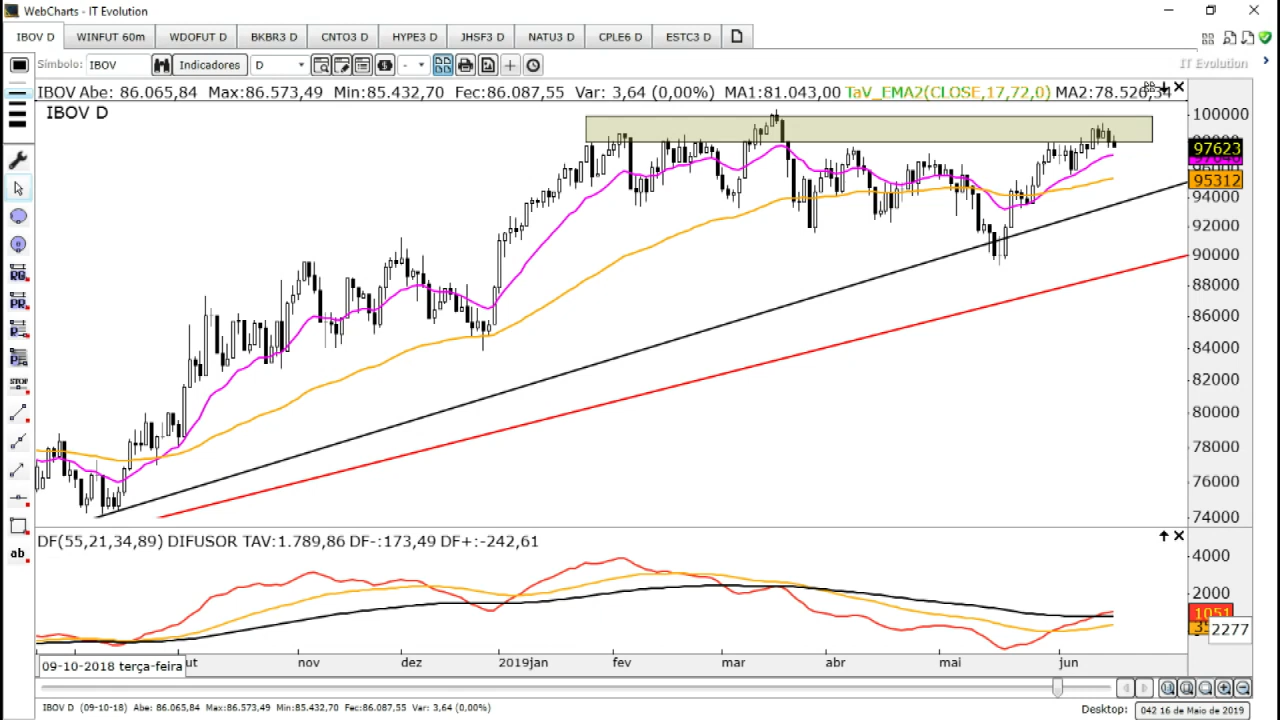 WebCharts - IT Evolution
IBOV D WINFUT 60m WDOFUT D BKBR3 D CNTO3 D HYPE3 D JHSF3 D NATU3 D CPLE6 D ESTC3 D
Símbolo: IBOV Indicadores D - IT Evolution
IBOV Abe: 86.065,84 Max:86.573,49 Min:85.432,70 Fec:86.087,55 Var: 3,64 (0,00%) MA1:81.043,00 TaV_EMA2(CLOSE,17,72,0) MA2:78.526,54
IBOV D
100000
97623
95312
94000
92000
90000
88000
86000
84000
82000
80000
78000
76000
74000
RG
PR
STOP
ab
DF(55,21,34,89) DIFUSOR TAV:1.789,86 DF-:173,49 DF+:-242,61
4000
2000
1051
2277
09-10-2018 terça-feira ut nov dez 2019jan fev mar abr mai jun
IBOV D (09-10-18) Abe: 86.065,84 Max:86.573,49 Min:85.432,70 Fec:86.087,55 Var: 3,64 (0,00%)
Desktop: 042 16 de Maio de 2019